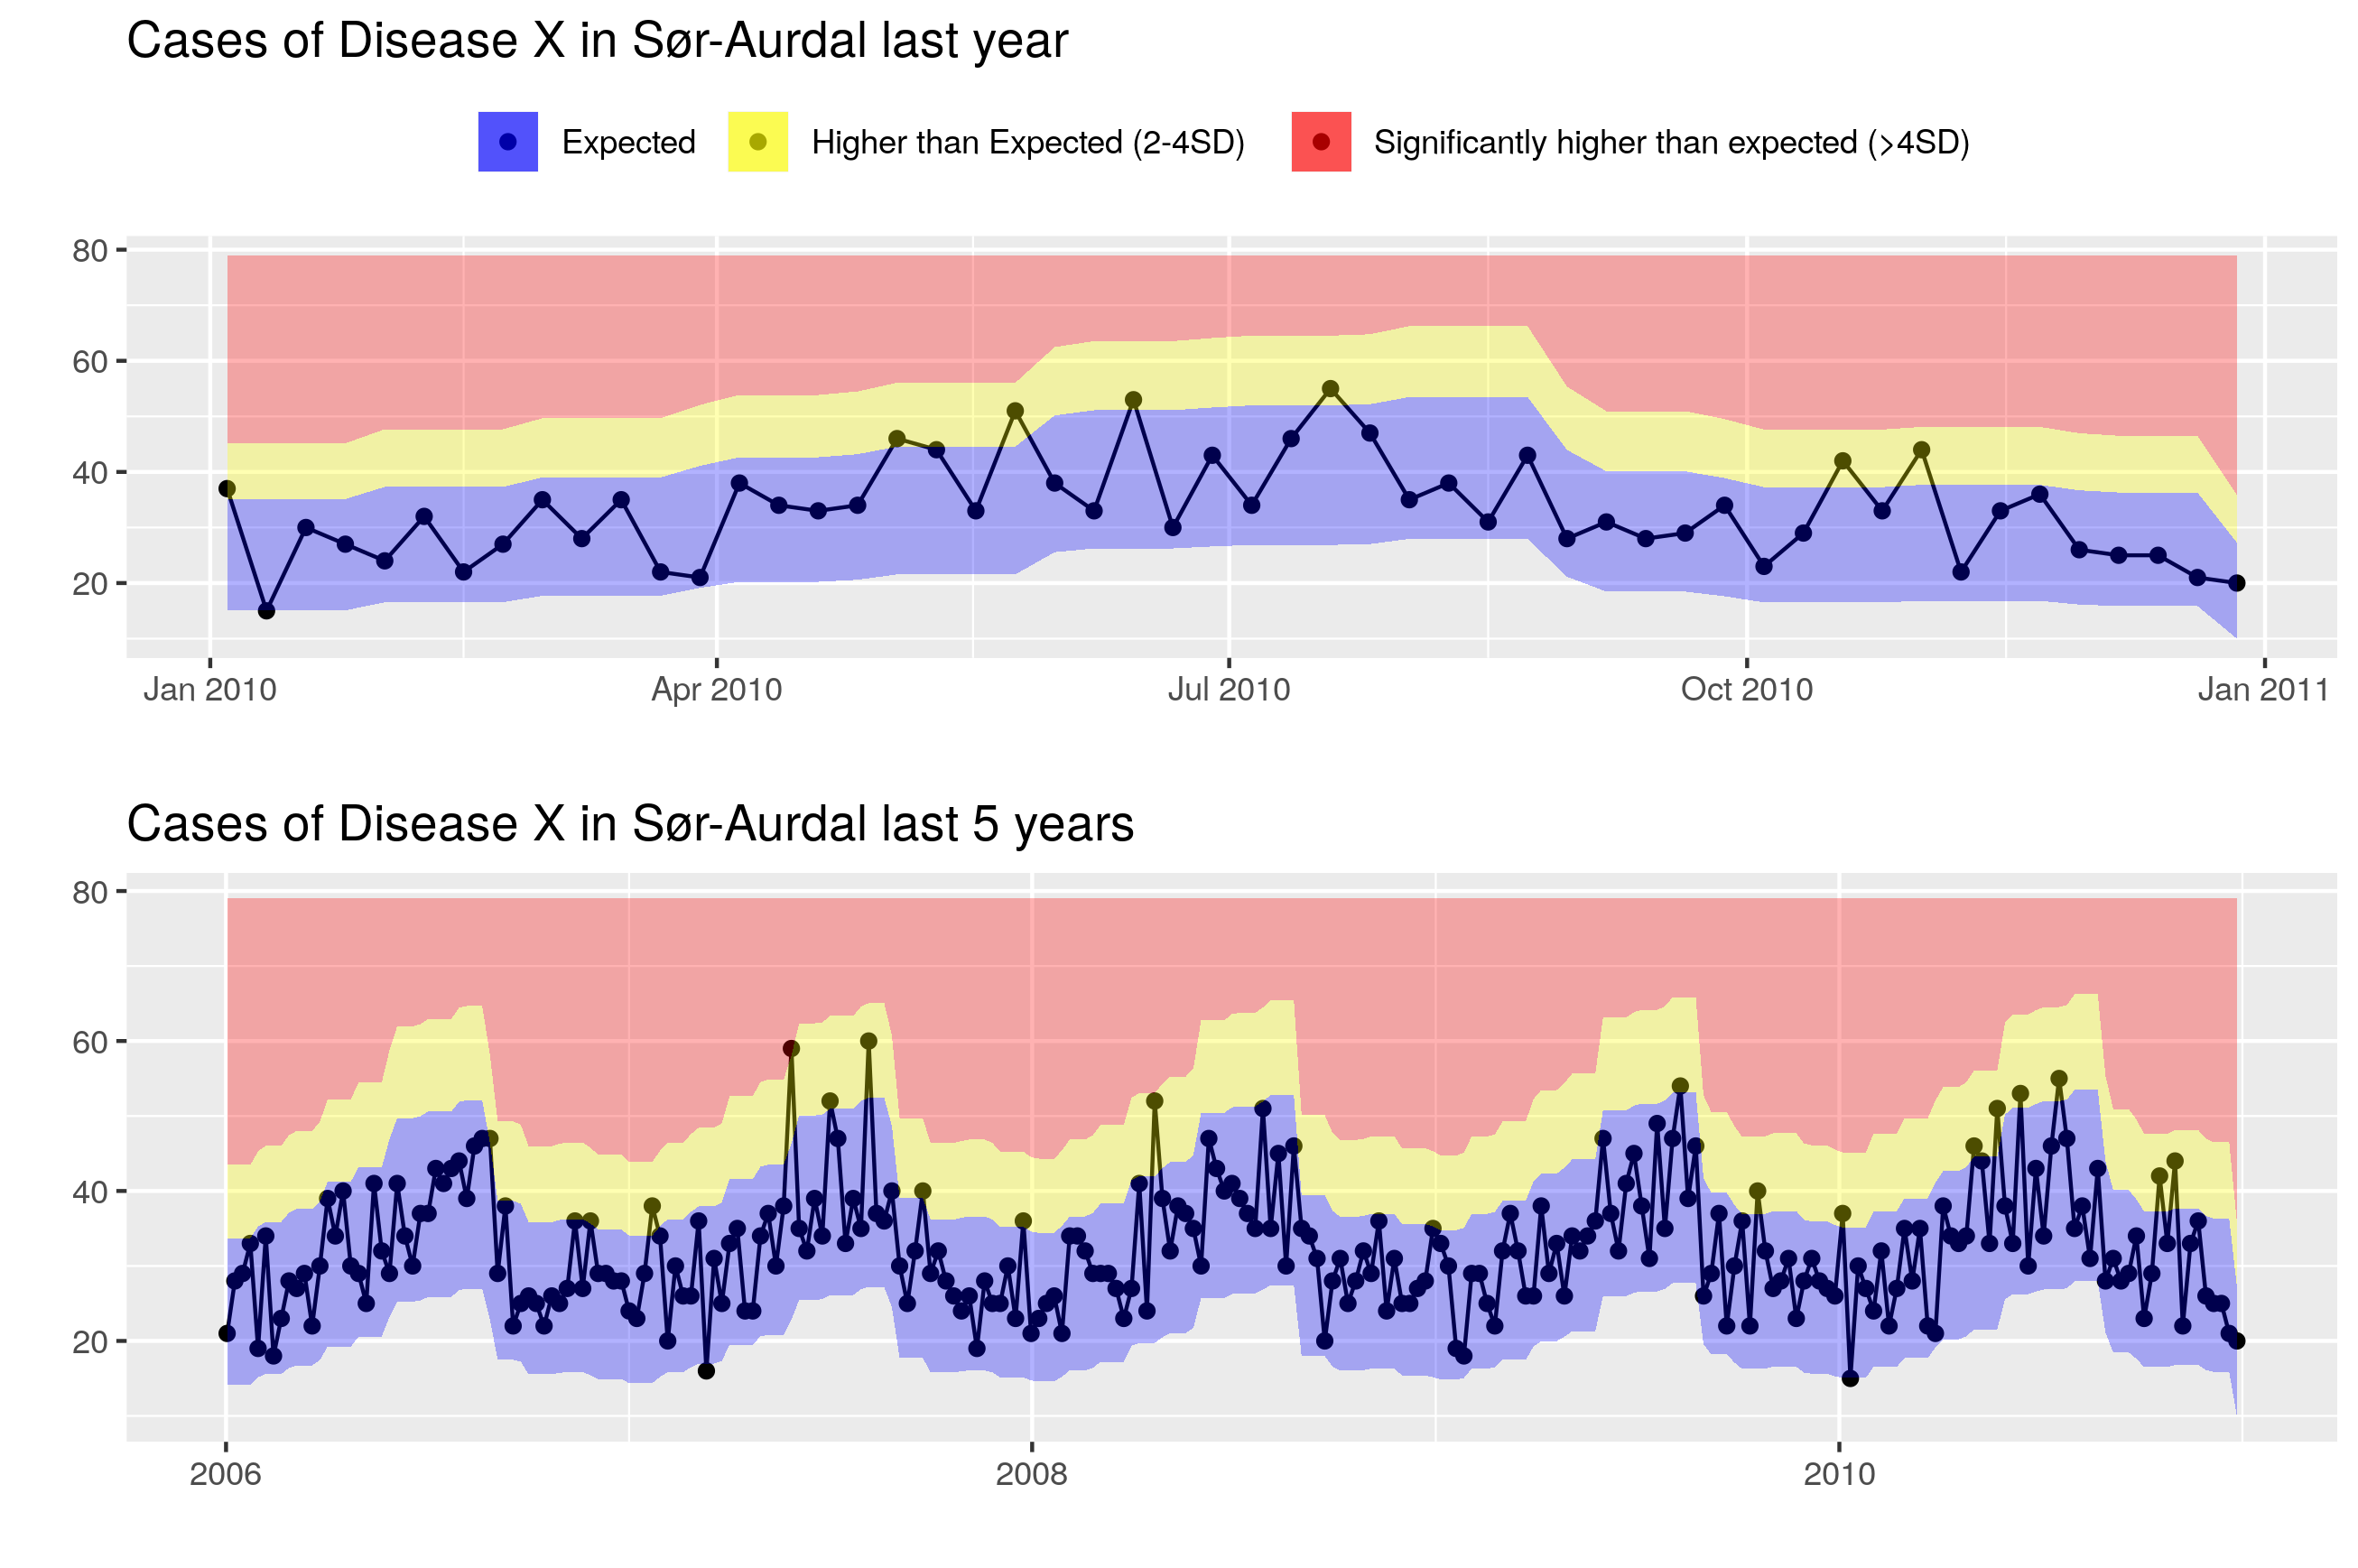 Cases of Disease X in Sør-Aurdal last year
Expected Higher than Expected (2-4SD) Significantly higher than expected (>4SD)
80
60
40
20
Jan 2010 Apr 2010 Jul 2010 Oct 2010 Jan 2011
Cases of Disease X in Sør-Aurdal last 5 years
80
60
40
20
2006 2008 2010